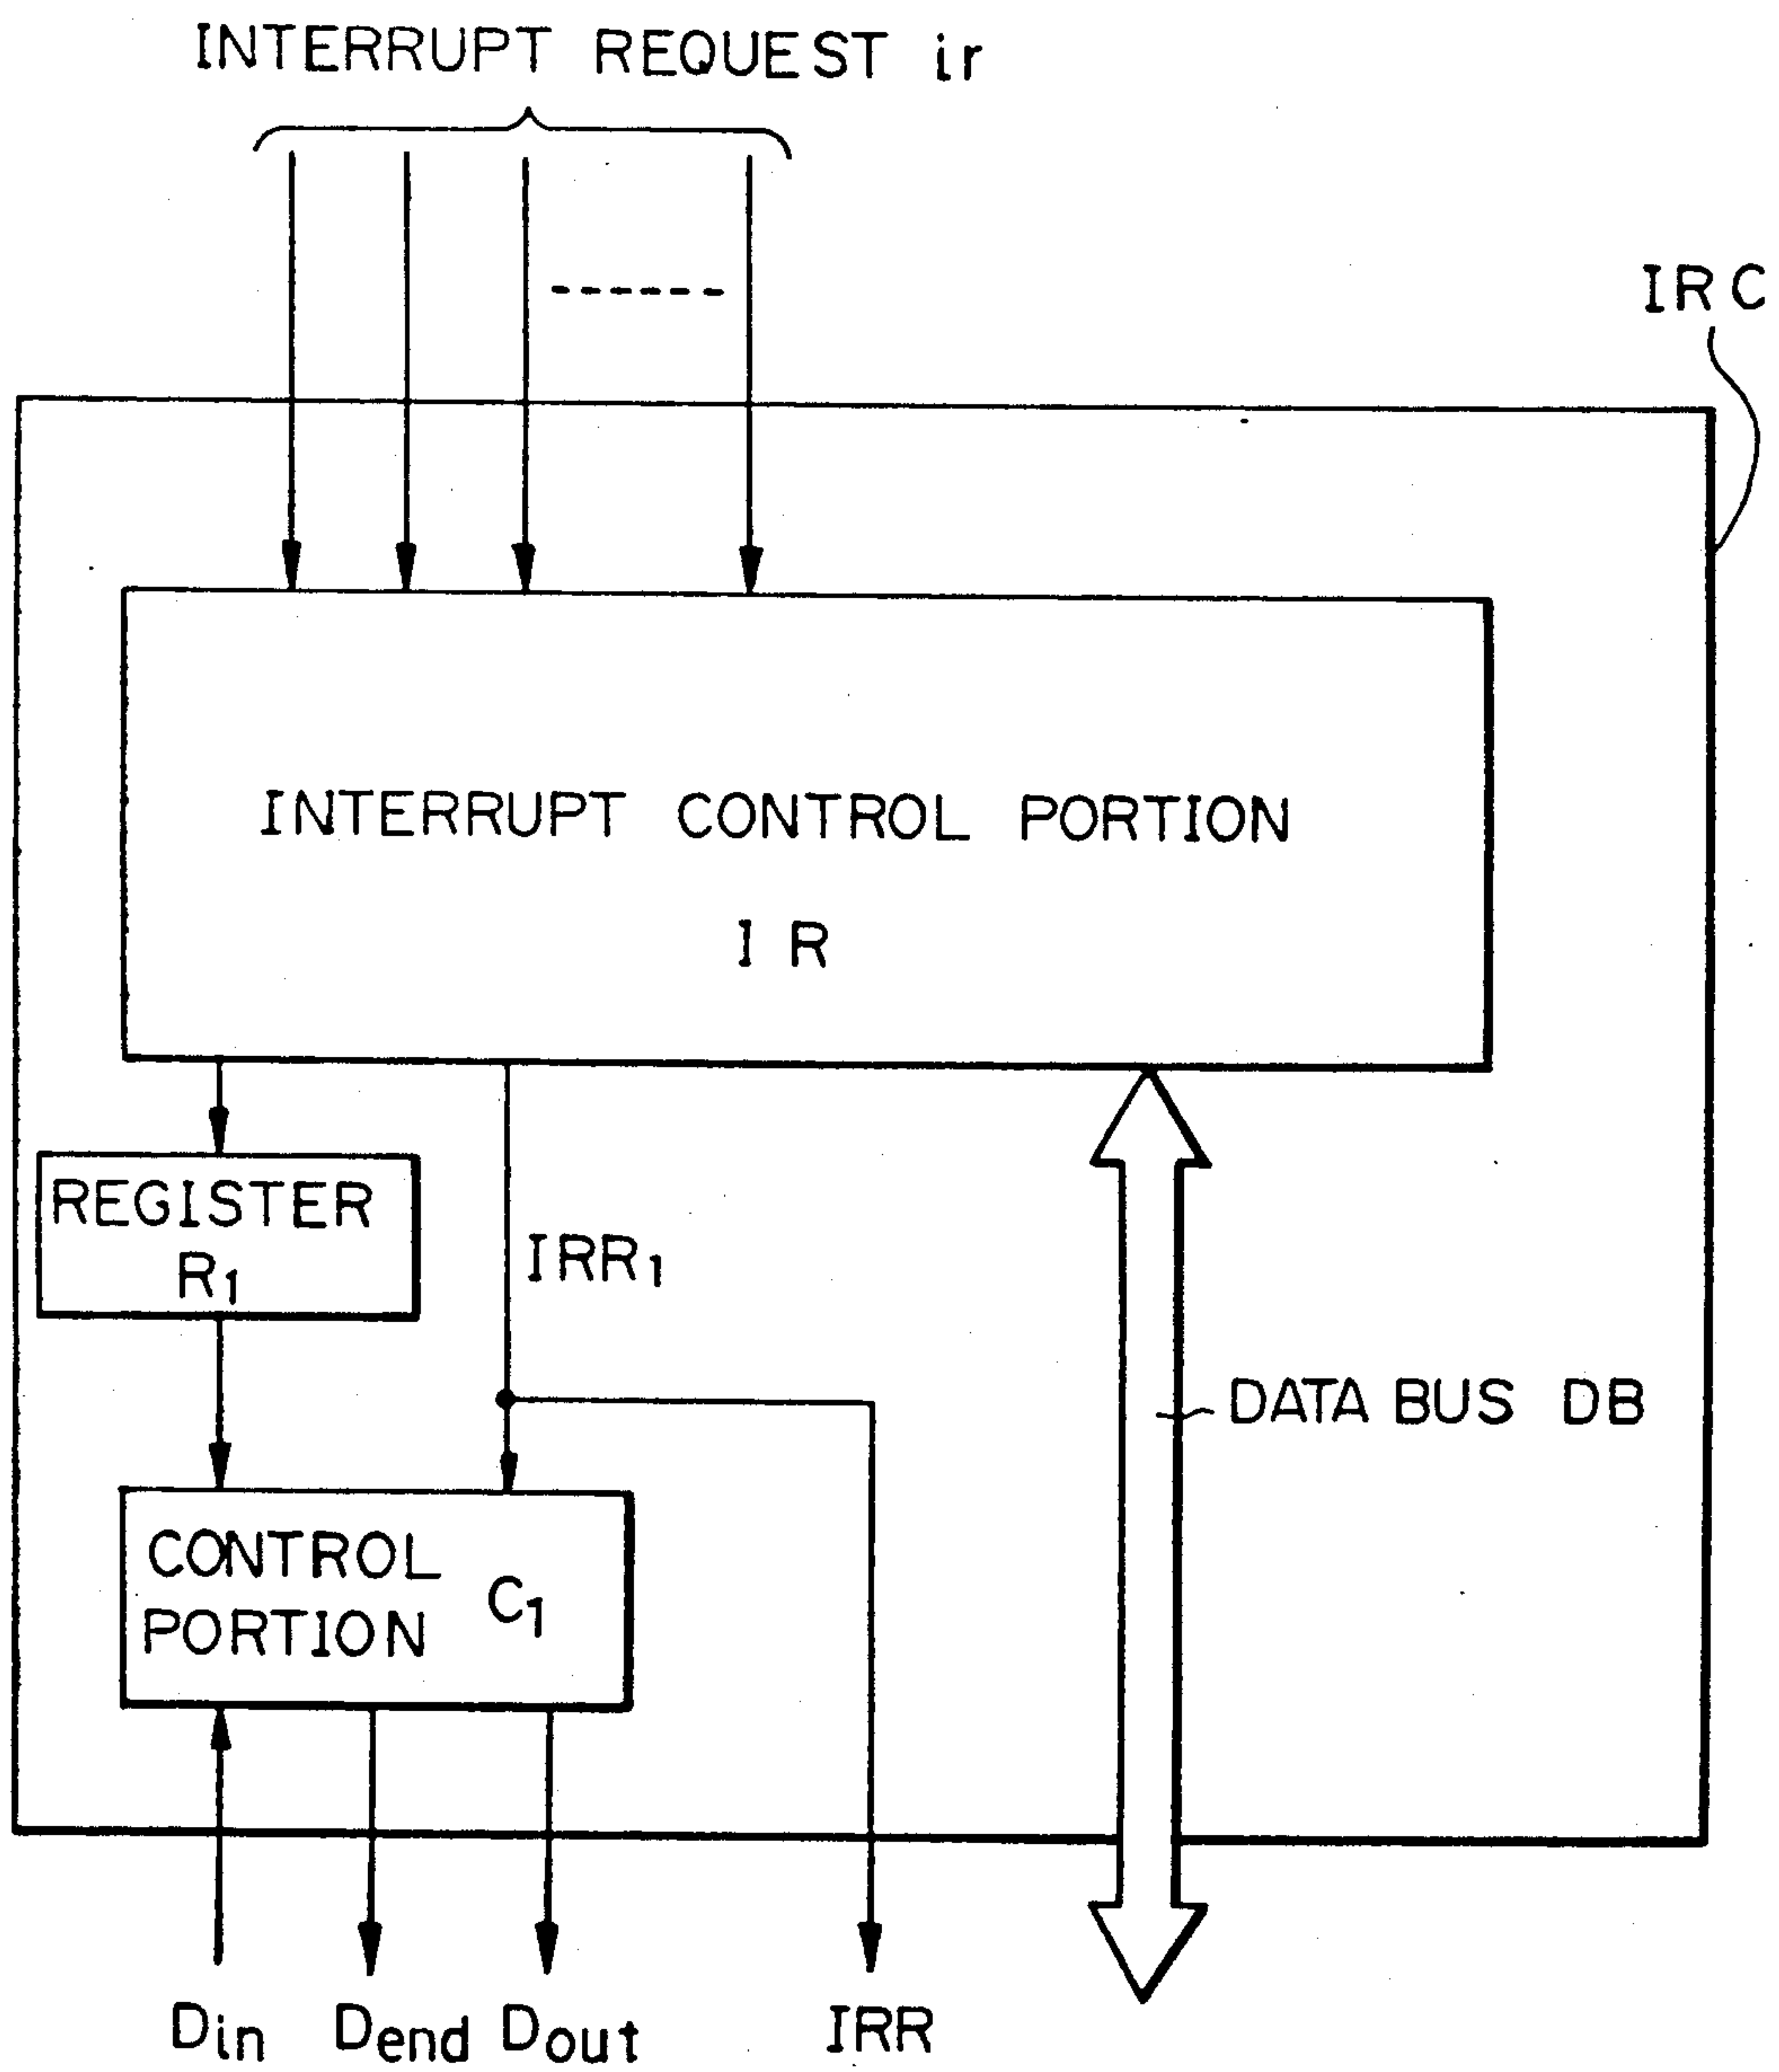 INTERRUPT REQUEST ir
IRC
INTERRUPT CONTROL PORTION
IR
REGISTER
R1
IRR1
DATA BUS DB
CONTROL
PORTION
C1
Din Dend Dout IRR